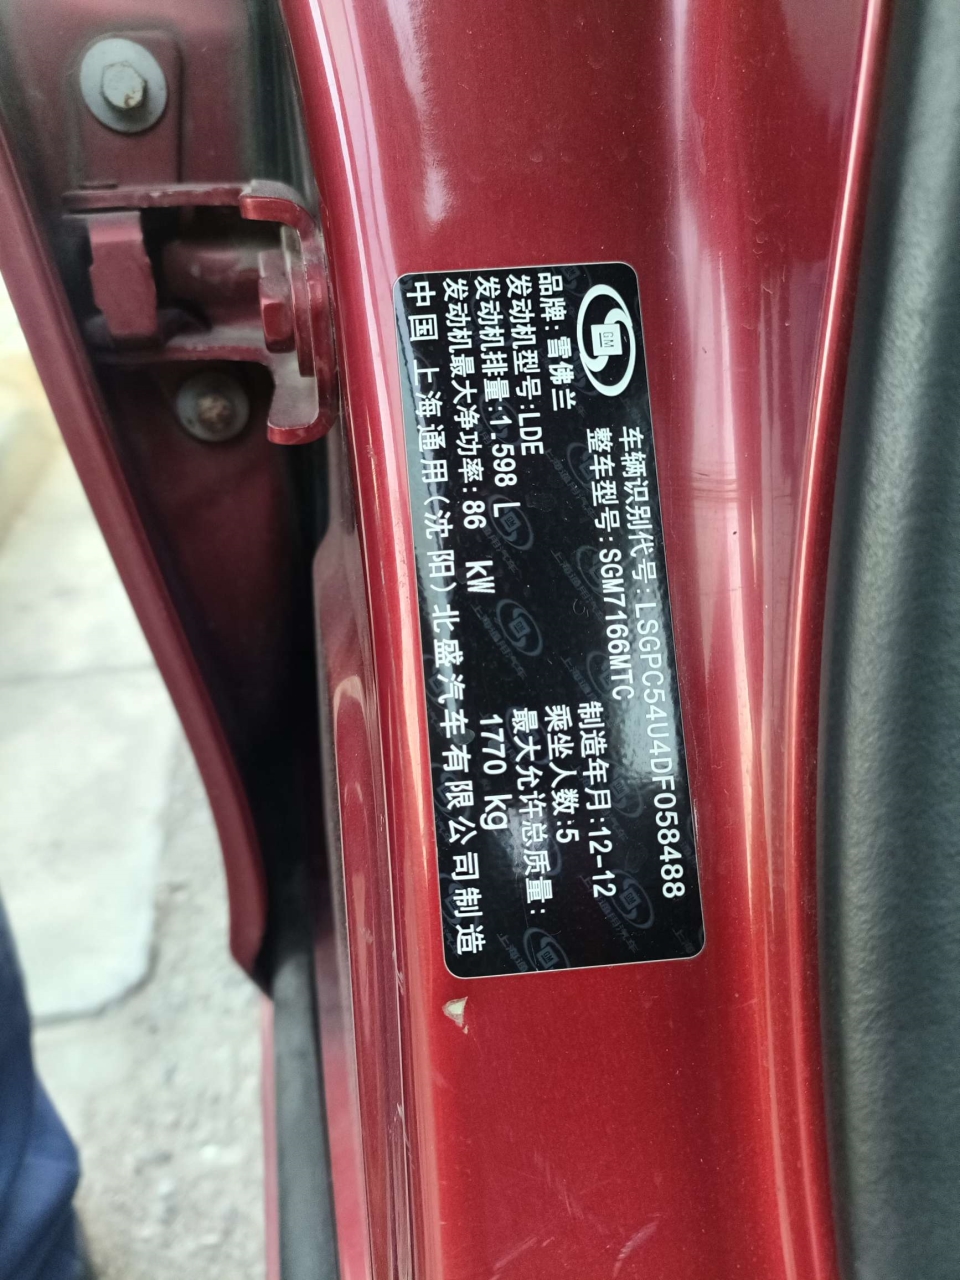 车辆识别代号:LSGPC54U4DF058488
整车型号:SGM7166MTC
品牌:雪佛兰
制造年月:12-12
发动机型号:LDE
乘坐人数:5
发动机排量:1.598 L
最大允许总质量:
发动机最大净功率:86 kW
1770 kg
中国 上海通用(沈阳)北盛汽车有限公司制造
GM